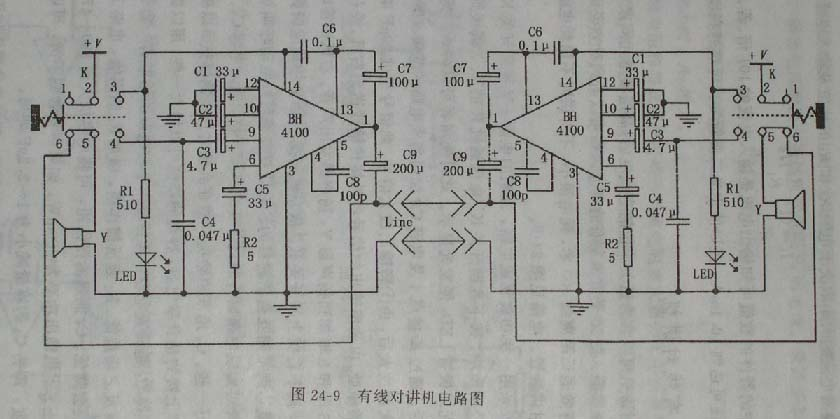 C6
0.1μ
+V
K
1
2
3
6
5
4
C1
33μ
12
14
C2
47μ
10
BH
4100
13
1
C7
100μ
C3
4.7μ
9
6
4
5
3
C9
200μ
C5
33μ
C8
100p
R1
510
C4
0.047μ
R2
5
Y
LED
Line
C6
0.1μ
+V
K
1
2
3
6
5
4
C1
33μ
12
14
C2
47μ
10
BH
4100
13
1
C7
100μ
C3
4.7μ
9
6
4
5
3
C9
200μ
C5
33μ
C8
100p
R1
510
C4
0.047μ
R2
5
Y
LED
图 24-9 有线对讲机电路图